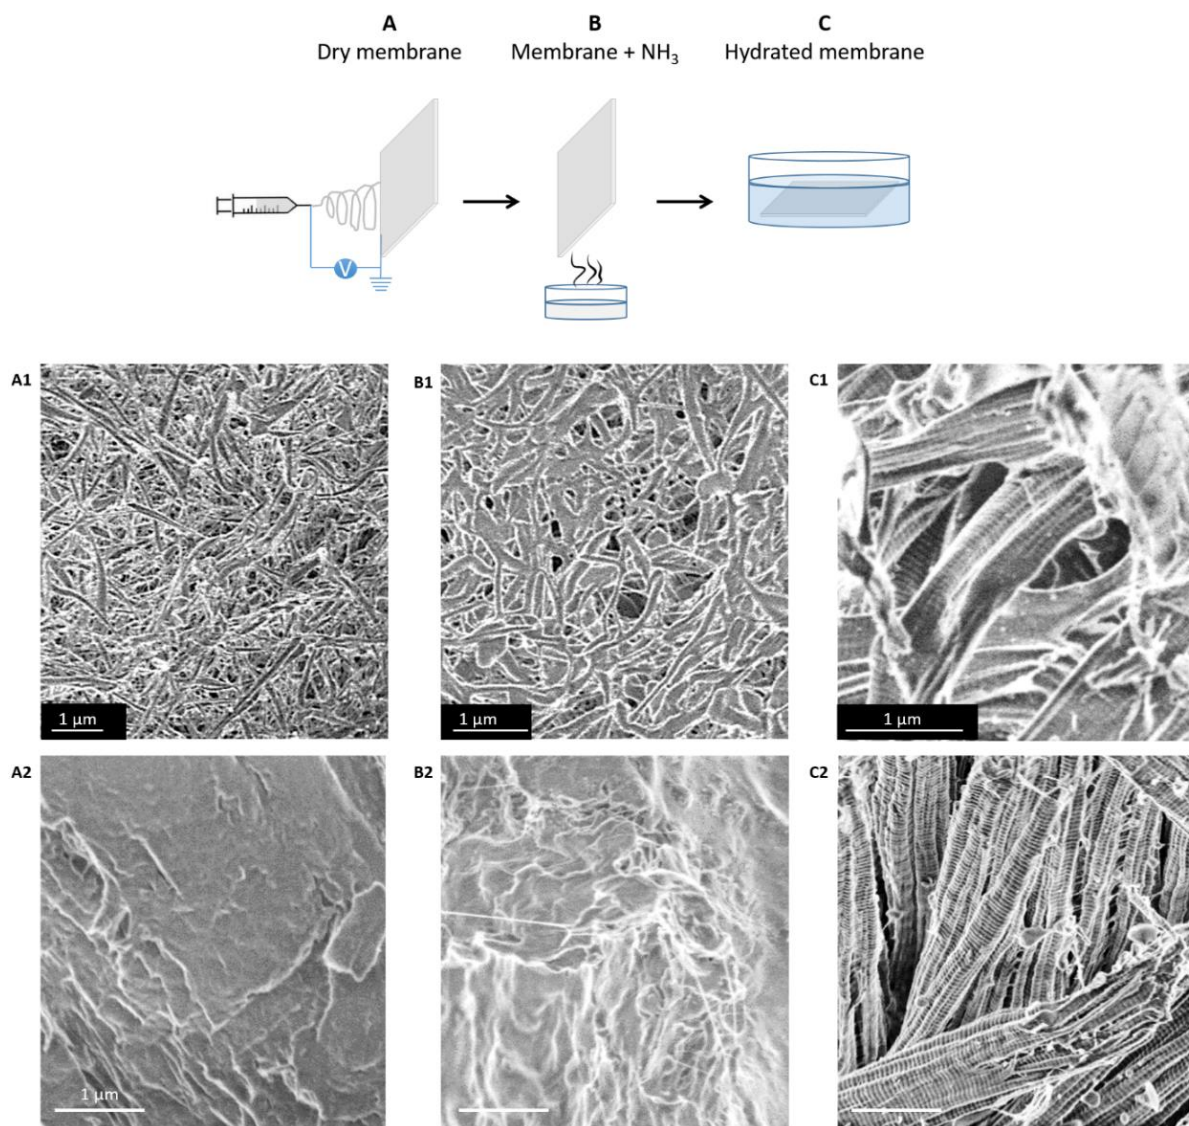 A
Dry membrane
B
Membrane + NH₃
C
Hydrated membrane
V
A1
1 µm
B1
1 µm
C1
1 µm
A2
1 µm
B2
C2